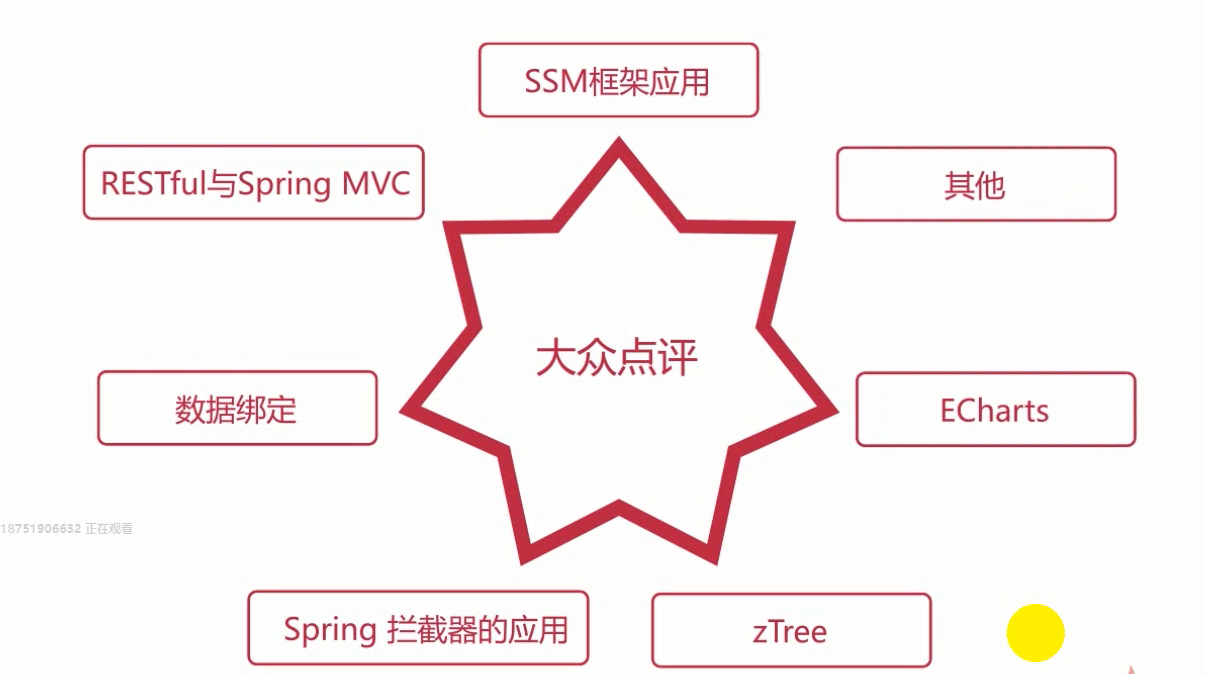 SSM框架应用
RESTful与Spring MVC
其他
大众点评
数据绑定
ECharts
18751906632 正在观看
Spring 拦截器的应用
zTree